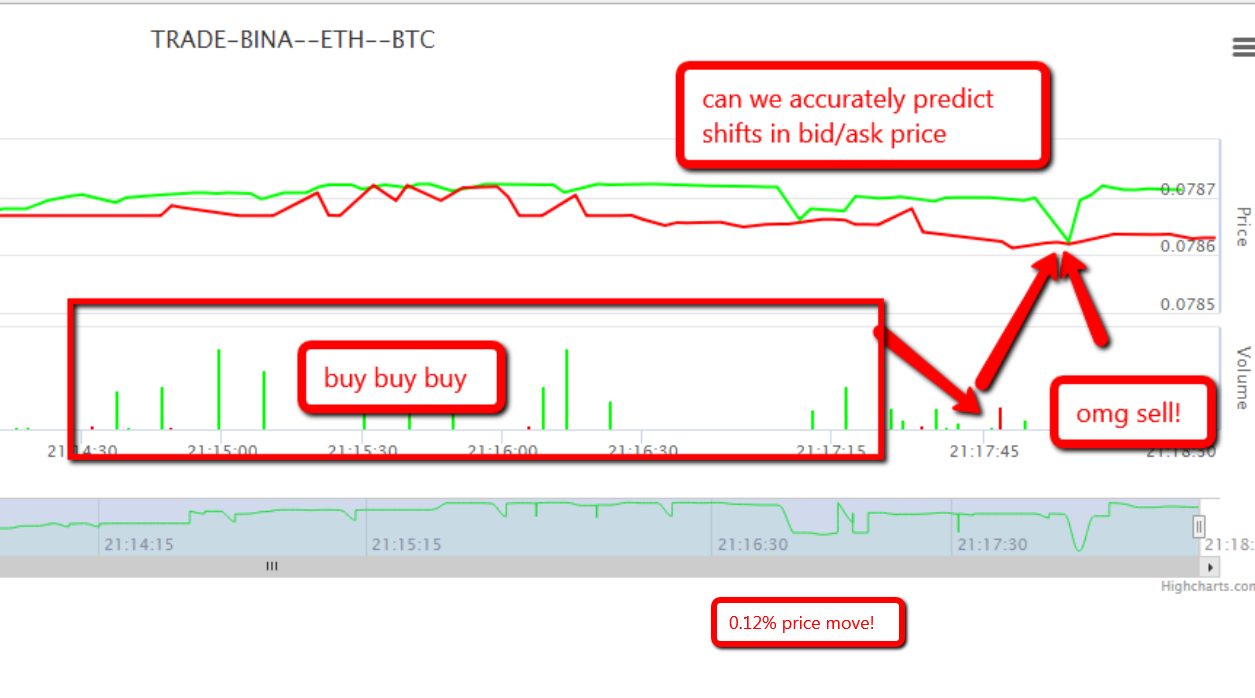 TRADE-BINA--ETH--BTC
can we accurately predict
shifts in bid/ask price
0.0787
Price
0.0786
0.0785
buy buy buy
Volume
omg sell!
21:14:30
21:15:00
21:15:30
21:16:00
21:16:30
21:17:15
21:17:45
21:18:30
21:14:15
21:15:15
21:16:30
21:17:30
21:18:
Highcharts.com
0.12% price move!